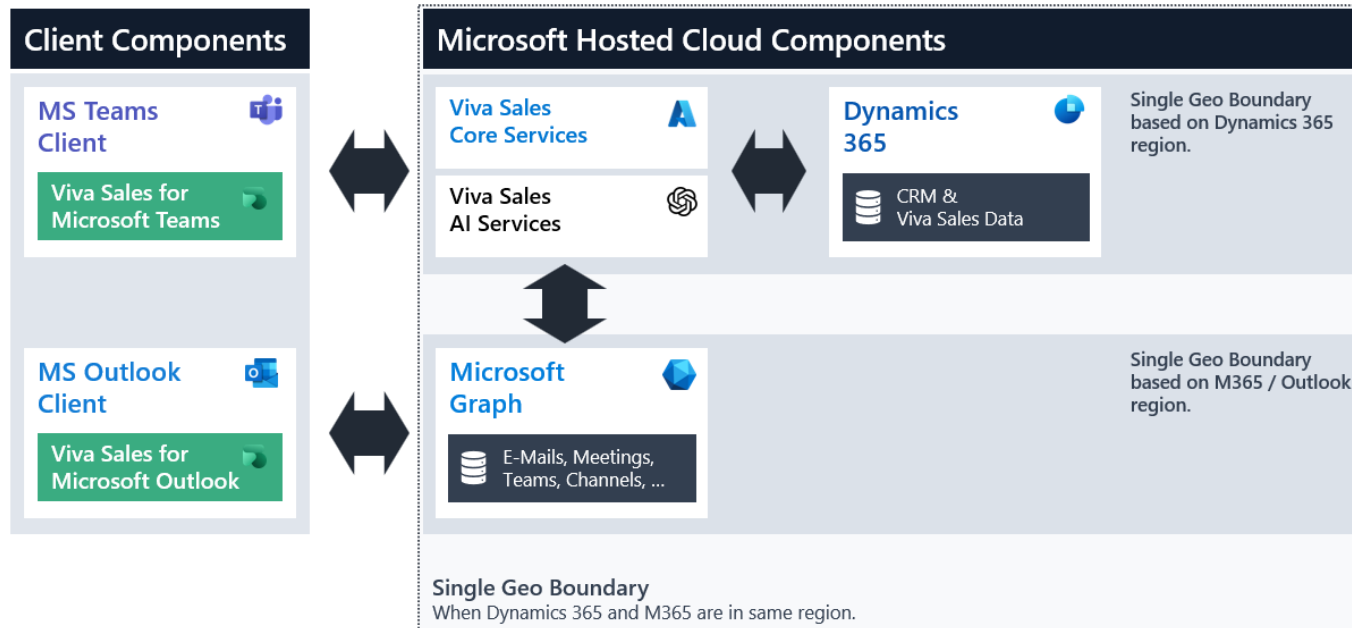 Client Components
Microsoft Hosted Cloud Components
MS Teams
Client
Viva Sales for
Microsoft Teams
Viva Sales
Core Services
Viva Sales
AI Services
Dynamics
365
CRM &
Viva Sales Data
Single Geo Boundary
based on Dynamics 365
region.
MS Outlook
Client
Viva Sales for
Microsoft Outlook
Microsoft
Graph
E-Mails, Meetings,
Teams, Channels, ...
Single Geo Boundary
based on M365 / Outlook
region.
Single Geo Boundary
When Dynamics 365 and M365 are in same region.